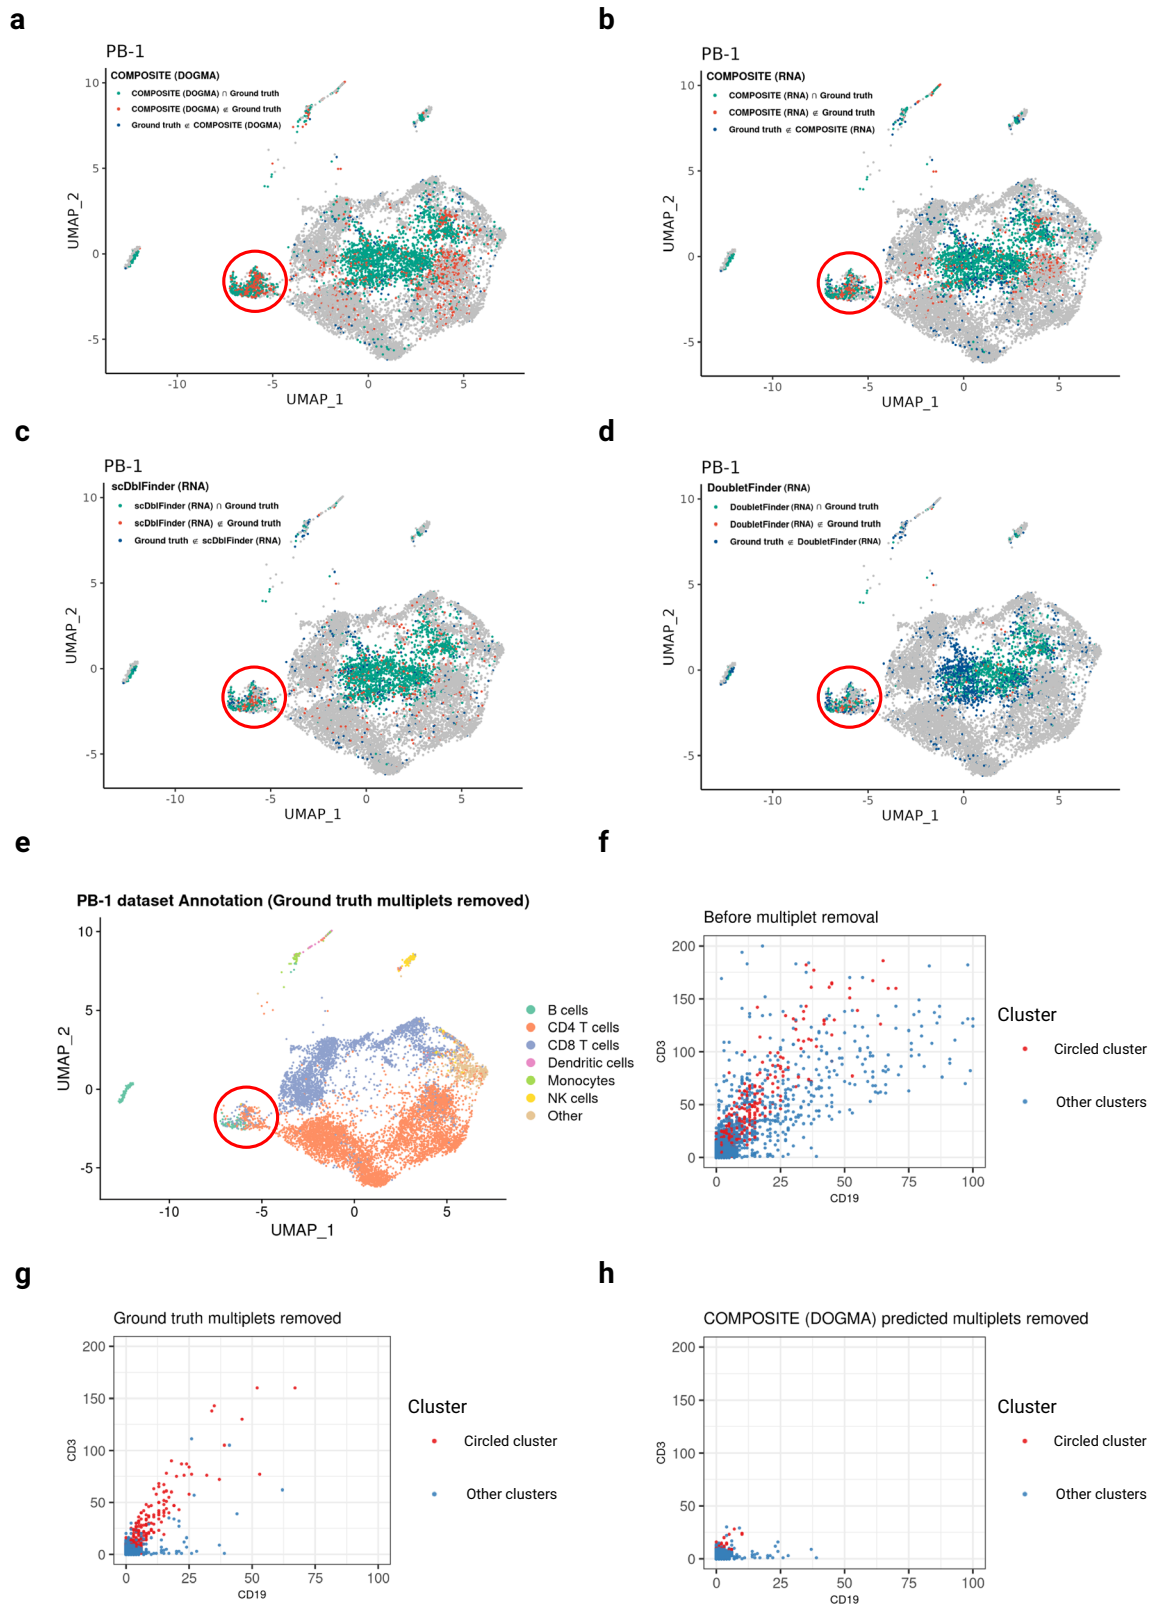 a
PB-1
COMPOSITE (DOGMA)
COMPOSITE (DOGMA) ∩ Ground truth
COMPOSITE (DOGMA) ∉ Ground truth
Ground truth ∉ COMPOSITE (DOGMA)
10
5
0
-5
UMAP_2
-10
-5
0
5
UMAP_1
b
PB-1
COMPOSITE (RNA)
COMPOSITE (RNA) ∩ Ground truth
COMPOSITE (RNA) ∉ Ground truth
Ground truth ∉ COMPOSITE (RNA)
10
5
0
-5
UMAP_2
-10
-5
0
5
UMAP_1
c
PB-1
scDblFinder (RNA)
scDblFinder (RNA) ∩ Ground truth
scDblFinder (RNA) ∉ Ground truth
Ground truth ∉ scDblFinder (RNA)
10
5
0
-5
UMAP_2
-10
-5
0
5
UMAP_1
d
PB-1
DoubletFinder (RNA)
DoubletFinder (RNA) ∩ Ground truth
DoubletFinder (RNA) ∉ Ground truth
Ground truth ∉ DoubletFinder (RNA)
10
5
0
-5
UMAP_2
-10
-5
0
5
UMAP_1
e
PB-1 dataset Annotation (Ground truth multiplets removed)
10
5
0
-5
UMAP_2
-10
-5
0
5
UMAP_1
B cells
CD4 T cells
CD8 T cells
Dendritic cells
Monocytes
NK cells
Other
f
Before multiplet removal
200
150
100
50
0
CD3
0
25
50
75
100
CD19
Cluster
Circled cluster
Other clusters
g
Ground truth multiplets removed
200
150
100
50
0
CD3
0
25
50
75
100
CD19
Cluster
Circled cluster
Other clusters
h
COMPOSITE (DOGMA) predicted multiplets removed
200
150
100
50
0
CD3
0
25
50
75
100
CD19
Cluster
Circled cluster
Other clusters